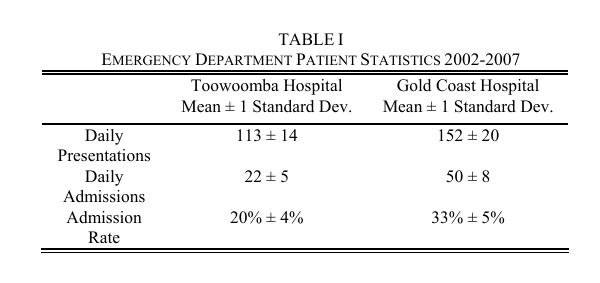 TABLE I
EMERGENCY DEPARTMENT PATIENT STATISTICS 2002-2007
Toowoomba Hospital Gold Coast Hospital
Mean ± 1 Standard Dev. Mean ± 1 Standard Dev.
Daily 113 ± 14 152 ± 20
Presentations
Daily 22 ± 5 50 ± 8
Admissions
Admission 20% ± 4% 33% ± 5%
Rate